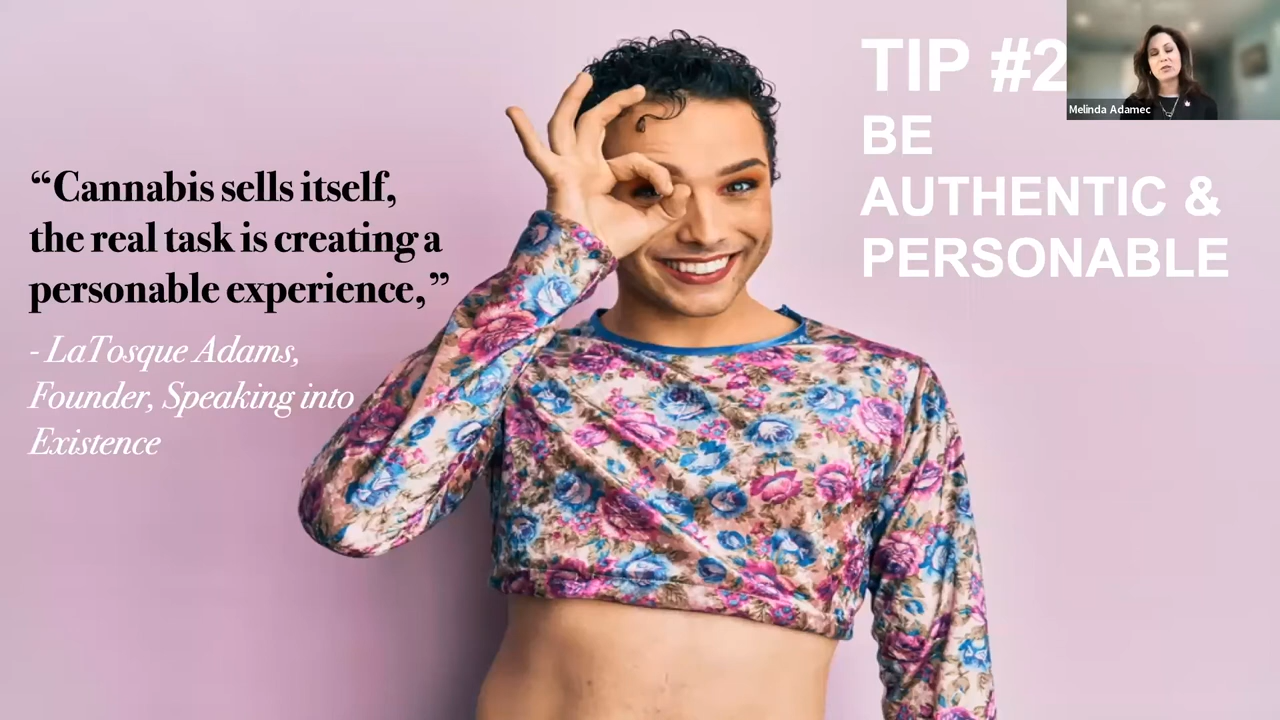 “Cannabis sells itself,
the real task is creating a
personable experience,”
- LaTosque Adams,
Founder, Speaking into
Existence
TIP #2
BE
AUTHENTIC &
PERSONABLE
Melinda Adamec